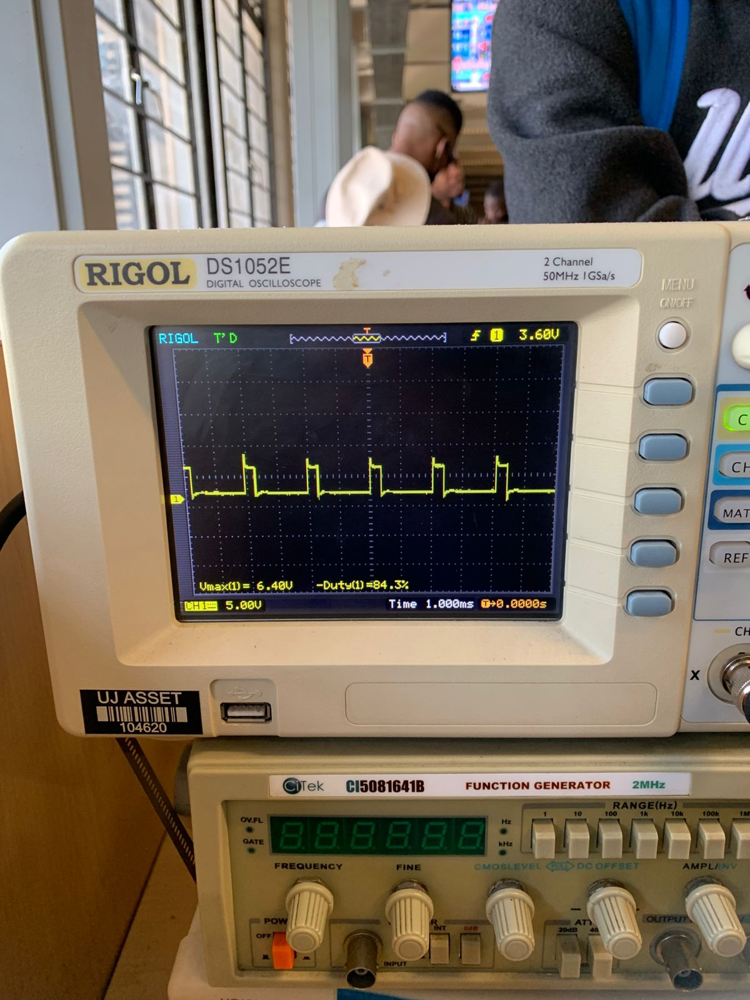 RIGOL DS1052E
DIGITAL OSCILLOSCOPE
2 Channel
50MHz 1GSa/s
MENU
ON/OFF
RIGOL T'D
T
1 3.60V
T
1
Vmax(1)= 6.40V -Duty(1)=84.3%
CH1 5.00V
Time 1.000ms T→0.0000s
C
CH
MAT
REF
CH
X
UJ ASSET
104620
CiTek CI5081641B FUNCTION GENERATOR 2MHz
RANGE(Hz)
1 10 100 1k 10k 100k 1M
OV.FL
GATE
Hz
kHz
FREQUENCY FINE CMOSLEVEL PULL DC OFFSET AMPL/INV
POW
OFF
R
INT 0dB
INPUT
ATT
20dB 40
OUTPUT